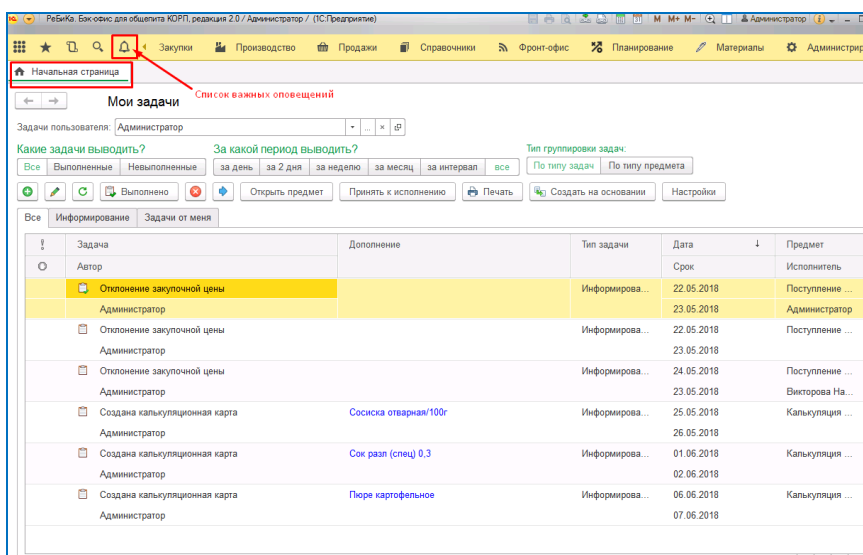 РеБиКа. Бэк-офис для общепита КОРП, редакция 2.0 / Администратор / (1С:Предприятие) M M+ M- Администратор
Закупки Производство Продажи Справочники Фронт-офис Планирование Материалы Администрир
Начальная страница
Список важных оповещений
Мои задачи
Задачи пользователя: Администратор
Какие задачи выводить? За какой период выводить? Тип группировки задач:
Все Выполненные Невыполненные за день за 2 дня за неделю за месяц за интервал все По типу задач По типу предмета
Выполнено Открыть предмет Принять к исполнению Печать Создать на основании Настройки
Все Информирование Задачи от меня
Задача Дополнение Тип задачи Дата ↓ Предмет
Автор Срок Исполнитель
Отклонение закупочной цены Информирова... 22.05.2018 Поступление ...
Администратор 23.05.2018 Администратор
Отклонение закупочной цены Информирова... 22.05.2018 Поступление ...
Администратор 23.05.2018
Отклонение закупочной цены Информирова... 24.05.2018 Поступление ...
Администратор 23.05.2018 Викторова На...
Создана калькуляционная карта Сосиска отварная/100г Информирова... 25.05.2018 Калькуляция ...
Администратор 26.05.2018
Создана калькуляционная карта Сок разл (спец) 0,3 Информирова... 01.06.2018 Калькуляция ...
Администратор 02.06.2018
Создана калькуляционная карта Пюре картофельное Информирова... 06.06.2018 Калькуляция ...
Администратор 07.06.2018